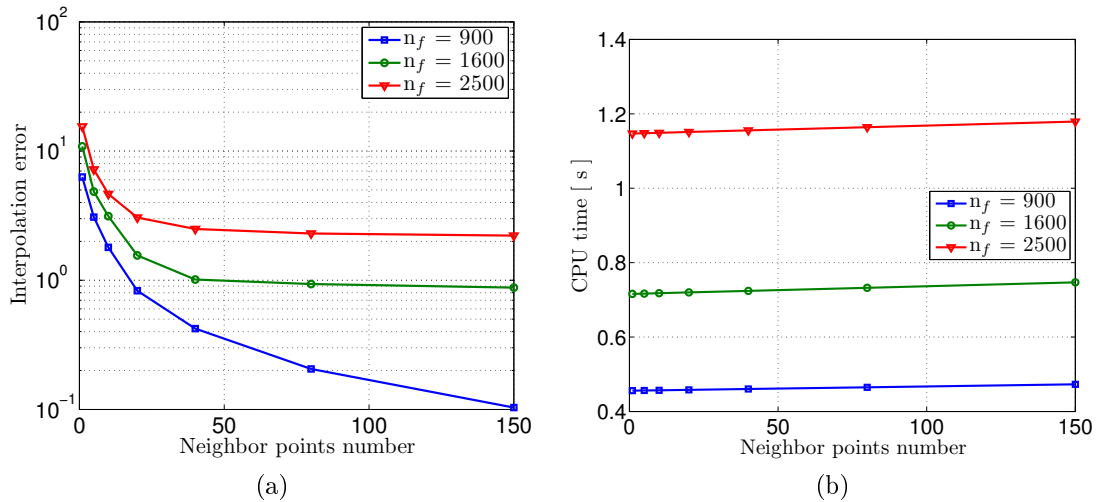 10^2
10^1
10^0
10^{-1}
Interpolation error
n_f = 900
n_f = 1600
n_f = 2500
0
50
100
150
Neighbor points number
(a)
1.4
1.2
1
0.8
0.6
0.4
CPU time [ s ]
n_f = 900
n_f = 1600
n_f = 2500
0
50
100
150
Neighbor points number
(b)